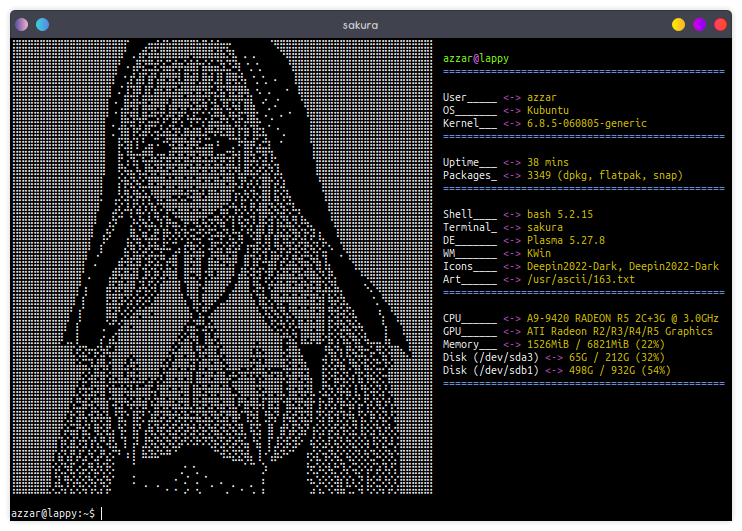 sakura
azzar@lappy
===============================================
User_____ <-> azzar
OS_______ <-> Kubuntu
Kernel___ <-> 6.8.5-060805-generic
===============================================
Uptime___ <-> 38 mins
Packages_ <-> 3349 (dpkg, flatpak, snap)
===============================================
Shell____ <-> bash 5.2.15
Terminal_ <-> sakura
DE_______ <-> Plasma 5.27.8
WM_______ <-> KWin
Icons____ <-> Deepin2022-Dark, Deepin2022-Dark
Art______ <-> /usr/ascii/163.txt
===============================================
CPU______ <-> A9-9420 RADEON R5 2C+3G @ 3.0GHz
GPU______ <-> ATI Radeon R2/R3/R4/R5 Graphics
Memory___ <-> 1526MiB / 6821MiB (22%)
Disk (/dev/sda3) <-> 65G / 212G (32%)
Disk (/dev/sdb1) <-> 498G / 932G (54%)
===============================================
azzar@lappy:~$